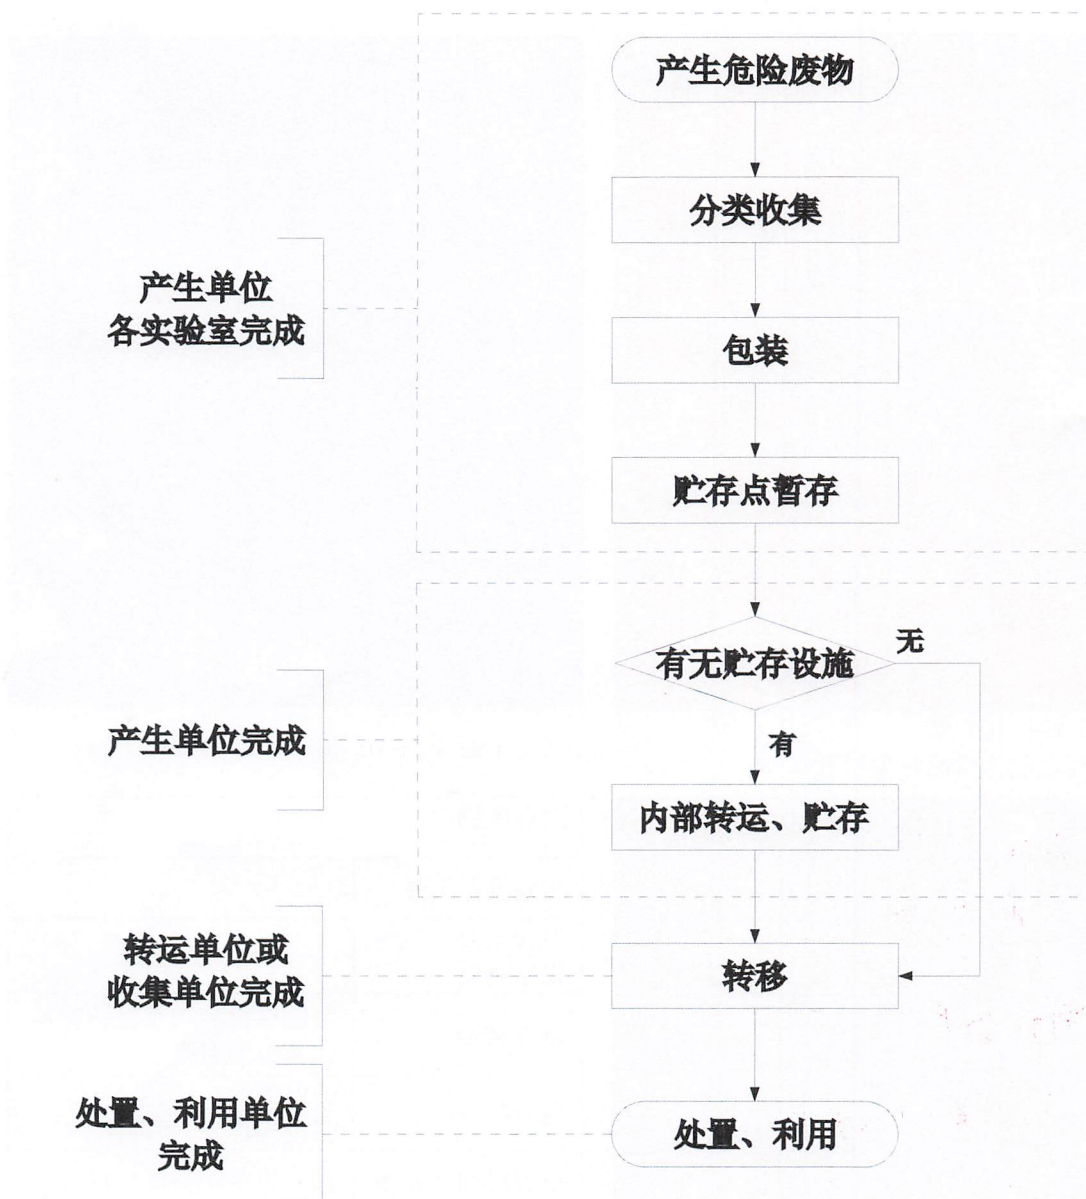 产生危险废物
分类收集
产生单位
各实验室完成
包装
贮存点暂存
有无贮存设施
无
产生单位完成
有
内部转运、贮存
转运单位或
收集单位完成
转移
处置、利用单位
完成
处置、利用